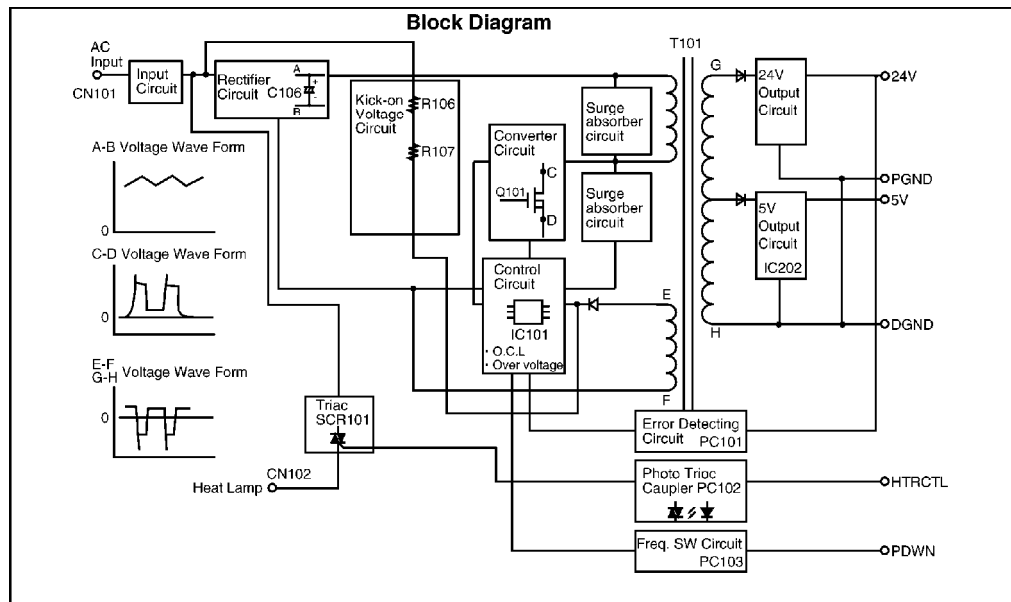 Block Diagram
AC
Input
CN101
Input
Circuit
Rectifier
Circuit
C106
A
+
-
B
Kick-on
Voltage
Circuit
R106
R107
Converter
Circuit
C
Q101
D
Surge
absorber
circuit
Surge
absorber
circuit
T101
G
24V
Output
Circuit
24V
PGND
5V
5V
Output
Circuit
IC202
H
DGND
A-B Voltage Wave Form
0
C-D Voltage Wave Form
0
E-F
G-H Voltage Wave Form
0
Control
Circuit
IC101
· O.C.L
· Over voltage
E
F
Triac
SCR101
CN102
Heat Lamp
Error Detecting
Circuit PC101
Photo Trioc
Caupler PC102
HTRCTL
Freq. SW Circuit
PC103
PDWN